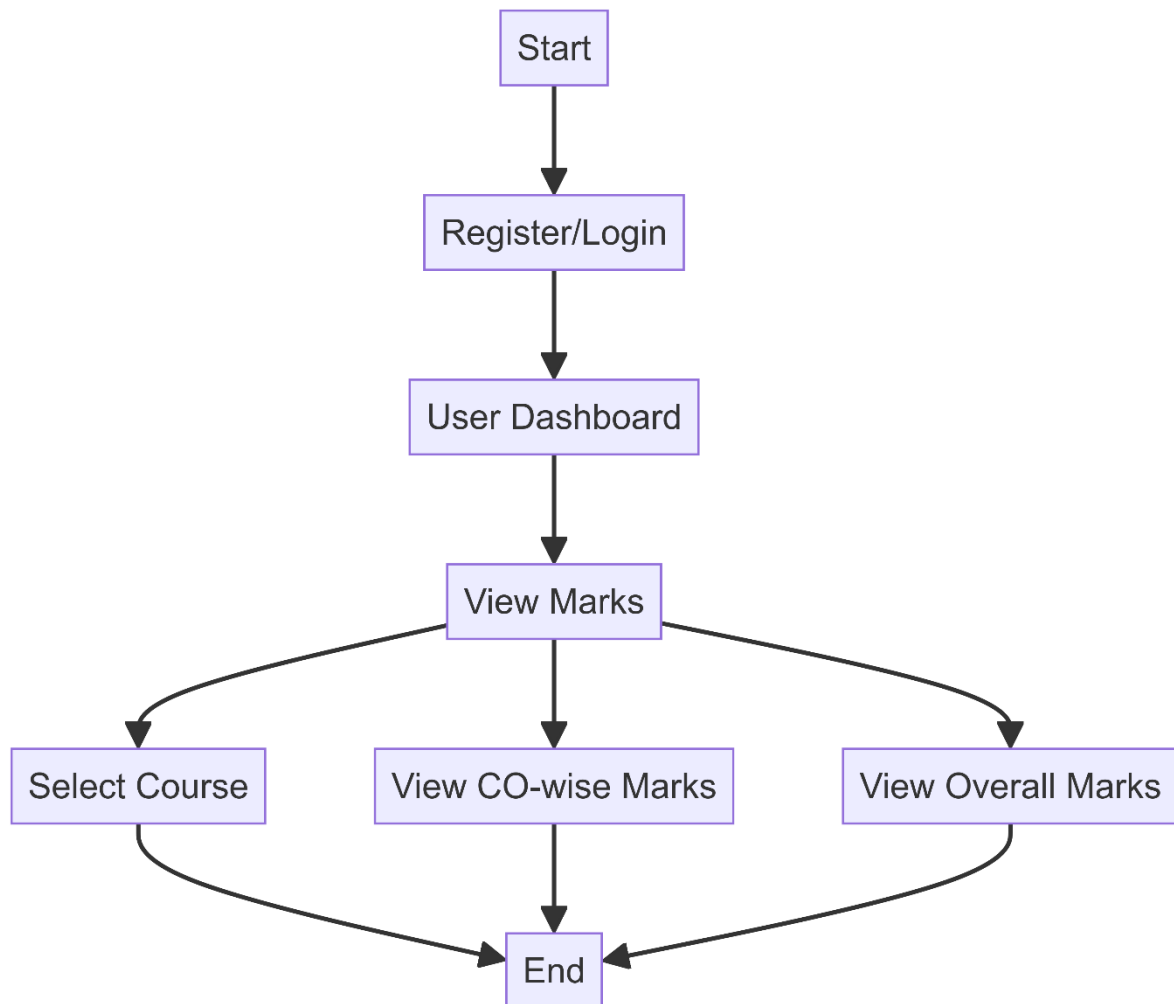 Start
Register/Login
User Dashboard
View Marks
Select Course
View CO-wise Marks
View Overall Marks
End